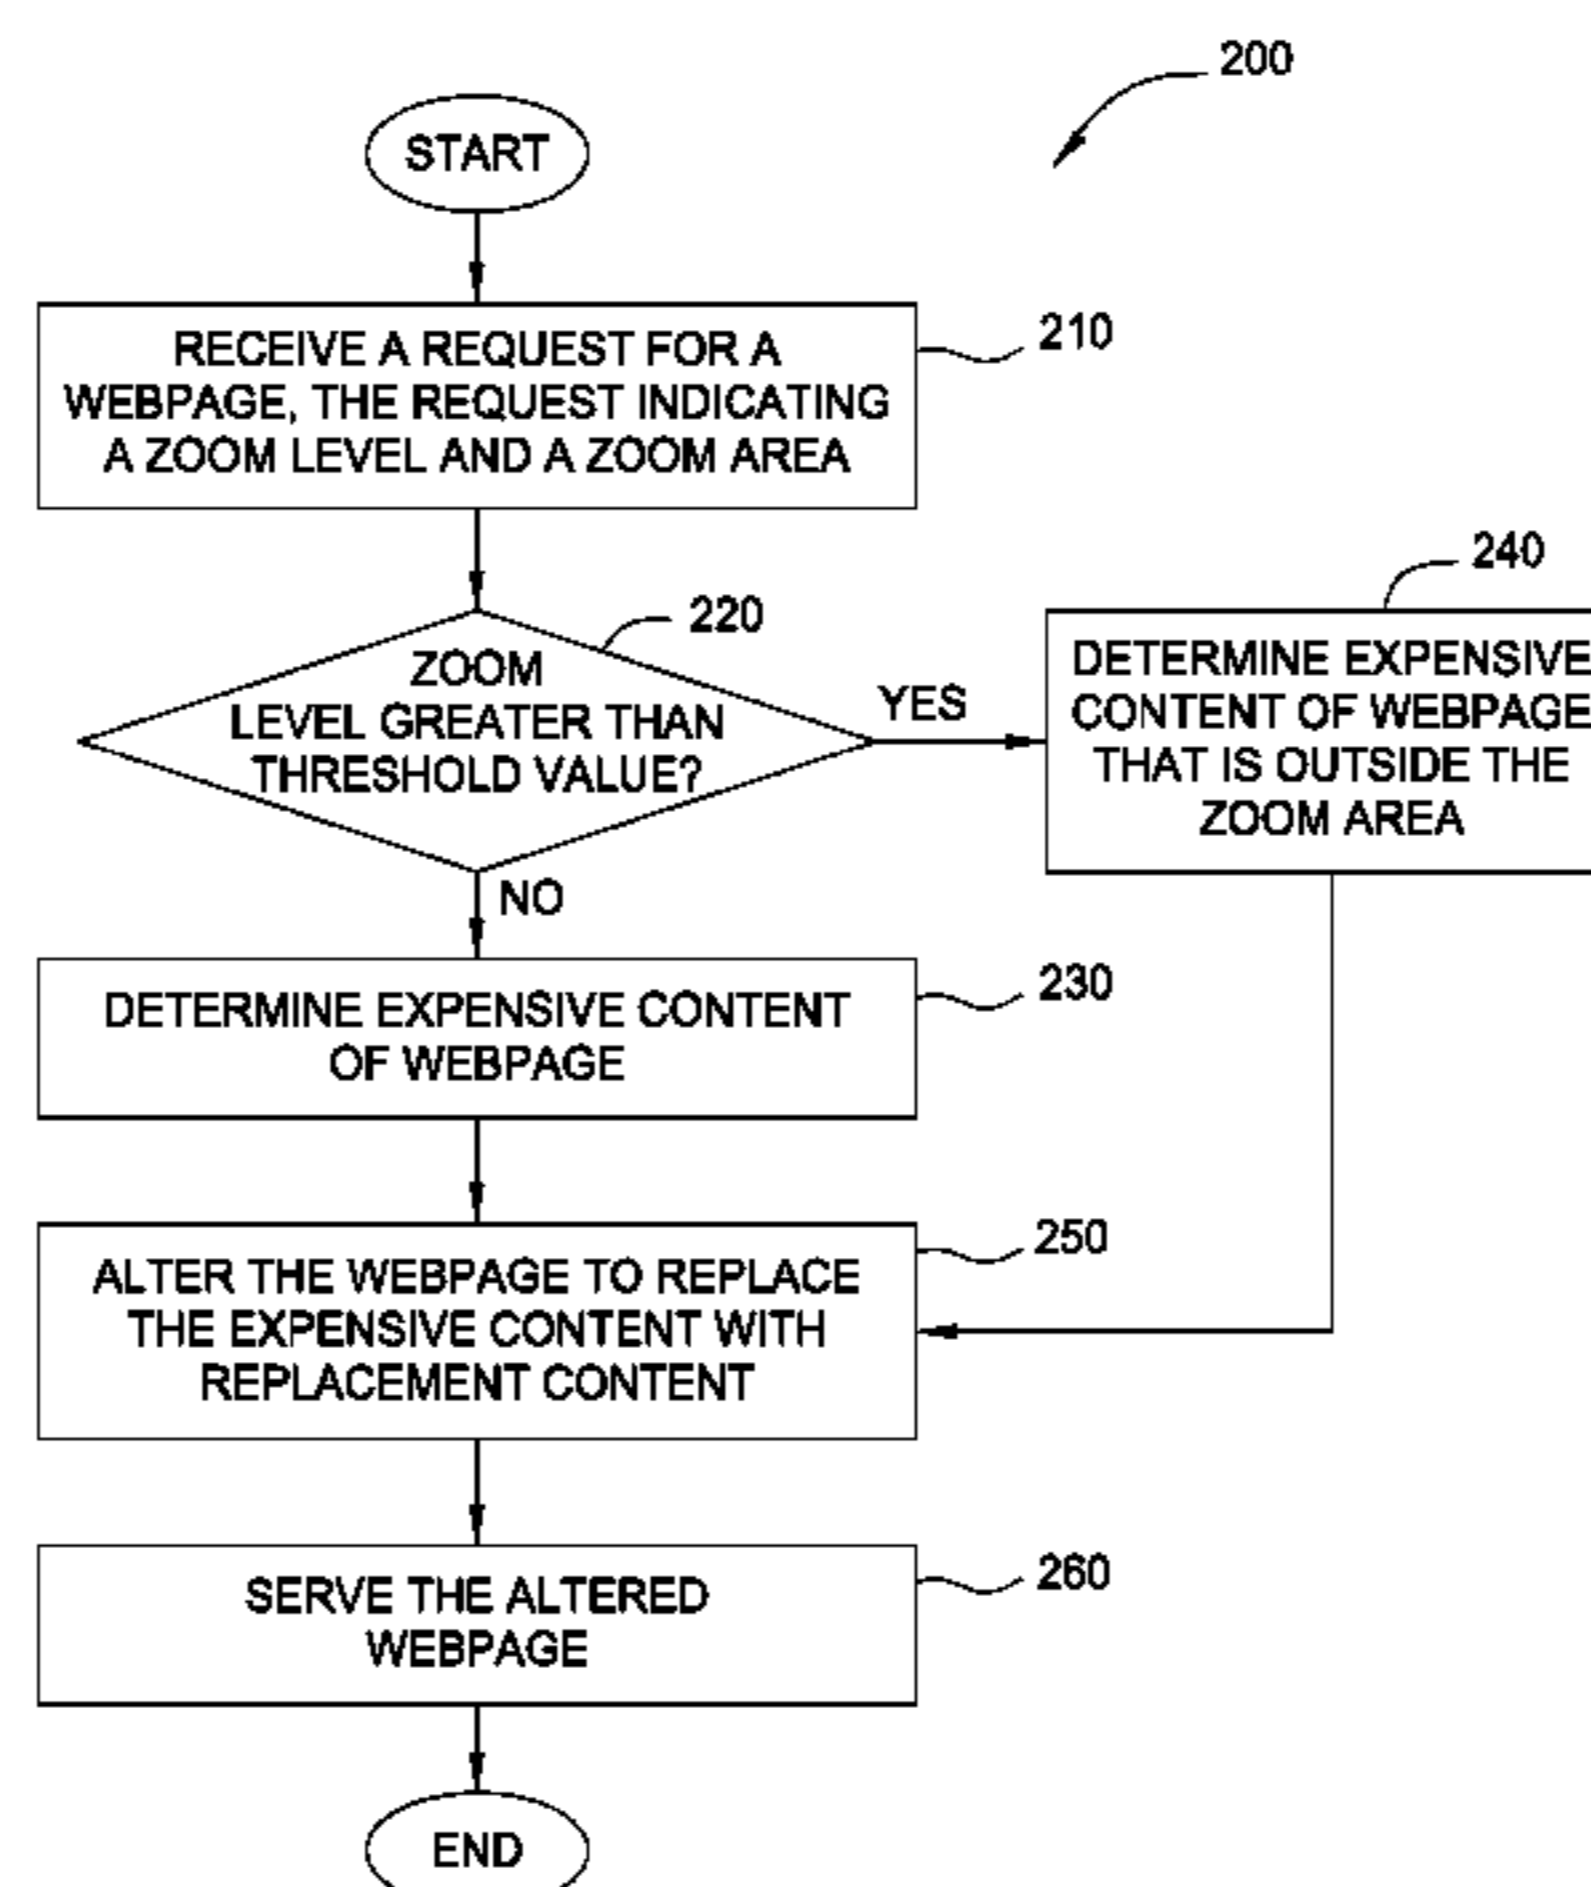 200
START
RECEIVE A REQUEST FOR A
WEBPAGE, THE REQUEST INDICATING
A ZOOM LEVEL AND A ZOOM AREA
210
220
ZOOM
LEVEL GREATER THAN
THRESHOLD VALUE?
YES
240
DETERMINE EXPENSIVE
CONTENT OF WEBPAGE
THAT IS OUTSIDE THE
ZOOM AREA
NO
DETERMINE EXPENSIVE CONTENT
OF WEBPAGE
230
ALTER THE WEBPAGE TO REPLACE
THE EXPENSIVE CONTENT WITH
REPLACEMENT CONTENT
250
SERVE THE ALTERED
WEBPAGE
260
END